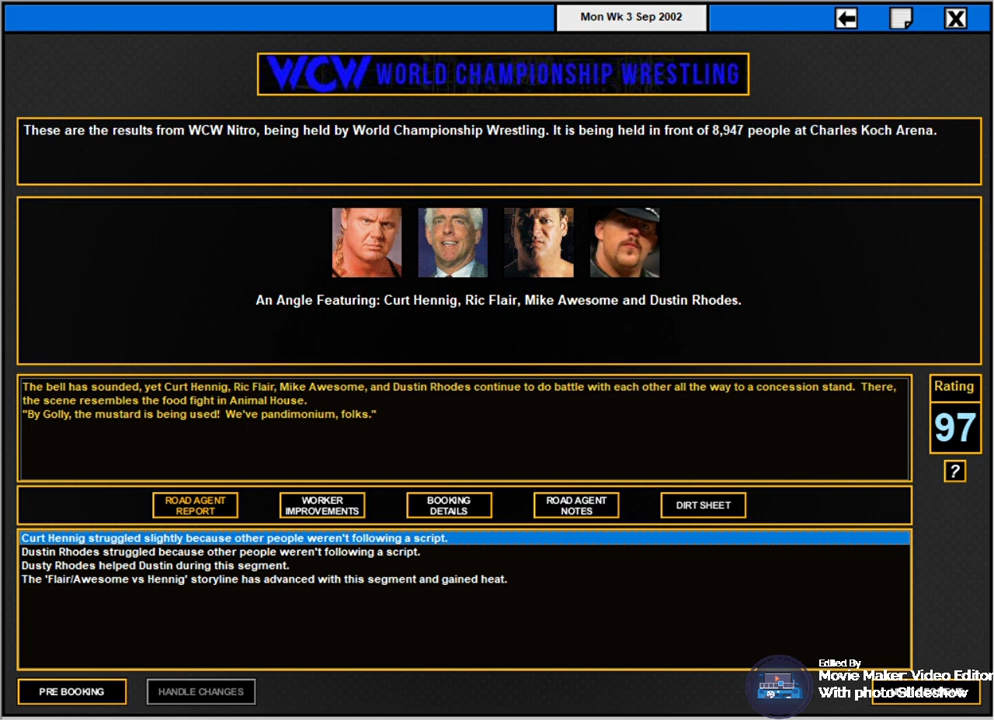 Mon Wk 3 Sep 2002
WCW WORLD CHAMPIONSHIP WRESTLING
These are the results from WCW Nitro, being held by World Championship Wrestling. It is being held in front of 8,947 people at Charles Koch Arena.
An Angle Featuring: Curt Hennig, Ric Flair, Mike Awesome and Dustin Rhodes.
The bell has sounded, yet Curt Hennig, Ric Flair, Mike Awesome, and Dustin Rhodes continue to do battle with each other all the way to a concession stand. There,
the scene resembles the food fight in Animal House.
"By Golly, the mustard is being used! We've pandimonium, folks."
Rating
97
?
ROAD AGENT
REPORT
WORKER
IMPROVEMENTS
BOOKING
DETAILS
ROAD AGENT
NOTES
DIRT SHEET
Curt Hennig struggled slightly because other people weren't following a script.
Dustin Rhodes struggled because other people weren't following a script.
Dusty Rhodes helped Dustin during this segment.
The 'Flair/Awesome vs Hennig' storyline has advanced with this segment and gained heat.
PRE BOOKING
HANDLE CHANGES
Edited By
Movie Maker: Video Editor
With photo Slideshow